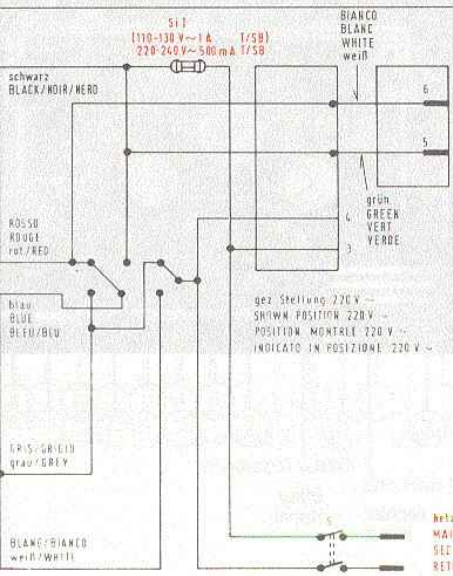 Si 1
(110-130 V~1 A T/SB)
220-240 V~500 mA T/SB
BIANCO
BLANC
WHITE
weiß
schwarz
BLACK/NOIR/NERO
6
5
grün
GREEN
VERT
VERDE
4
3
ROSSO
ROUGE
rot/RED
blau
BLUE
BLEU/BLU
gez. Stellung 220 V ~
SHOWN POSITION 220 V ~
POSITION MONTRÉE 220 V ~
INDICATO IN POSIZIONE 220 V ~
GRIS/GRIGIO
grau/GREY
BLANC/BIANCO
weiß/WHITE
S
Netz
MAI
SEC
RETE